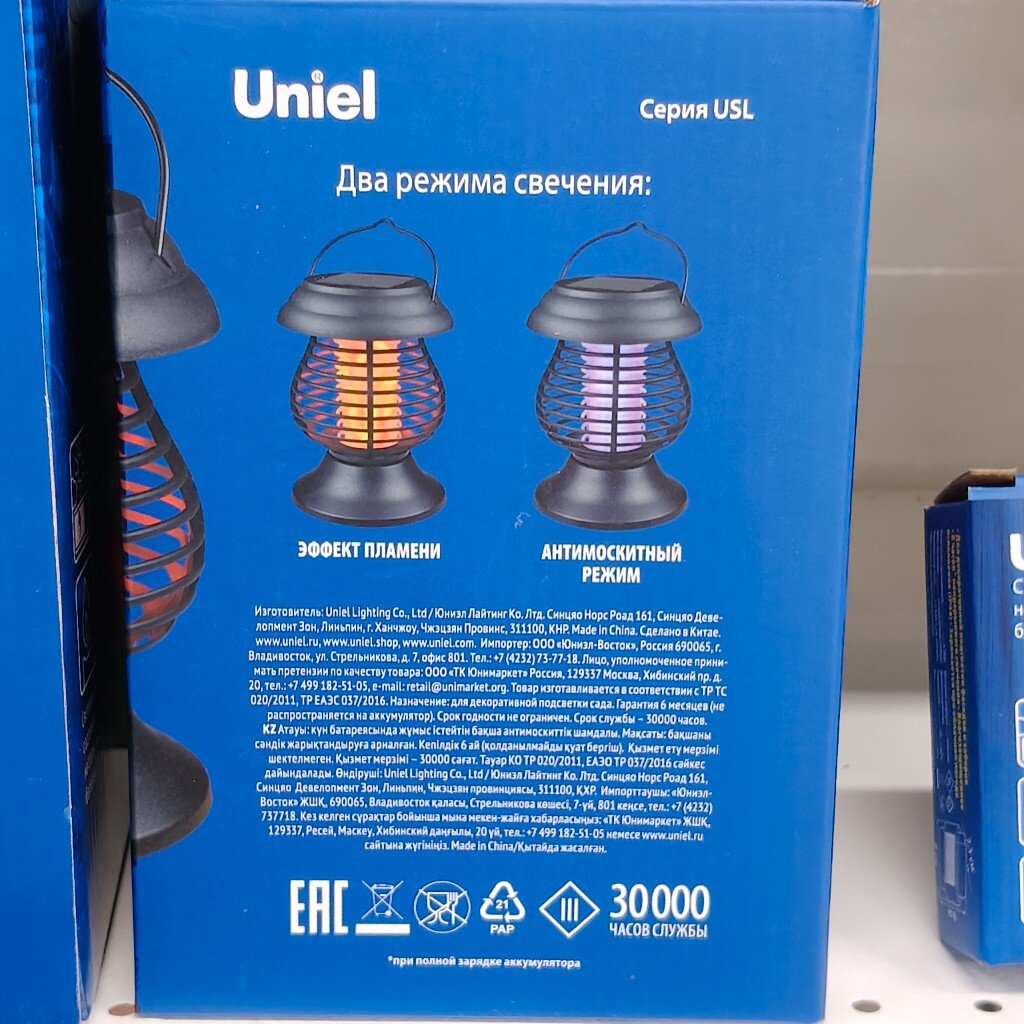 Uniel®
Серия USL
Два режима свечения:
ЭФФЕКТ ПЛАМЕНИ
АНТИМОСКИТНЫЙ
РЕЖИМ
Изготовитель: Uniel Lighting Co., Ltd / Юниэл Лайтинг Ко. Лтд. Синцяо Норс Роад 161, Синцяо Деве-
лопмент Зон, Линьпин, г. Ханчжоу, Чжэцзян Провинс, 311100, КНР. Made in China. Сделано в Китае.
www.uniel.ru, www.uniel.shop, www.uniel.com. Импортер: ООО «Юниэл-Восток», Россия 690065, г.
Владивосток, ул. Стрельникова, д. 7, офис 801. Тел.: +7 (4232) 73-77-18. Лицо, уполномоченное прини-
мать претензии по качеству товара: ООО «ТК Юнимаркет» Россия, 129337 Москва, Хибинский пр. д.
20, тел.: +7 499 182-51-05, e-mail: retail@unimarket.org. Товар изготавливается в соответствии с ТР ТС
020/2011, ТР ЕАЭС 037/2016. Назначение: для декоративной подсветки сада. Гарантия 6 месяцев (не
распространяется на аккумулятор). Срок годности не ограничен. Срок службы – 30000 часов.
KZ Атауы: күн батареясында жұмыс істейтін бақша антимоскиттік шамдалы. Мақсаты: бақшаны
сәндік жарықтандыруға арналған. Кепілдік 6 ай (қолданылмайды қуат бергіш). Қызмет ету мерзімі
шектелмеген. Қызмет мерзімі – 30000 сағат. Тауар КО ТР 020/2011, ЕАЭО ТР 037/2016 сәйкес
дайындалады. Өндіруші: Uniel Lighting Co., Ltd / Юниэл Лайтинг Ко. Лтд. Синцяо Норс Роад 161,
Синцяо Девелопмент Зон, Линьпин, Чжэцзян провинциясы, 311100, ҚХР. Импорттаушы: «Юниэл-
Восток» ЖШҚ, 690065, Владивосток қаласы, Стрельникова көшесі, 7-үй, 801 кеңсе, тел.: +7 (4232)
737718. Кез келген сұрақтар бойынша мына мекен-жайға хабарласыңыз: «ТК Юнимаркет» ЖШҚ,
129337, Ресей, Маскеу, Хибинский даңғылы, 20 үй, тел.: +7 499 182-51-05 немесе www.uniel.ru
сайтына жүгініңіз. Made in China/Қытайда жасалған.
EAC
21
PAP
III
30000
ЧАСОВ СЛУЖБЫ
*при полной зарядке аккумулятора